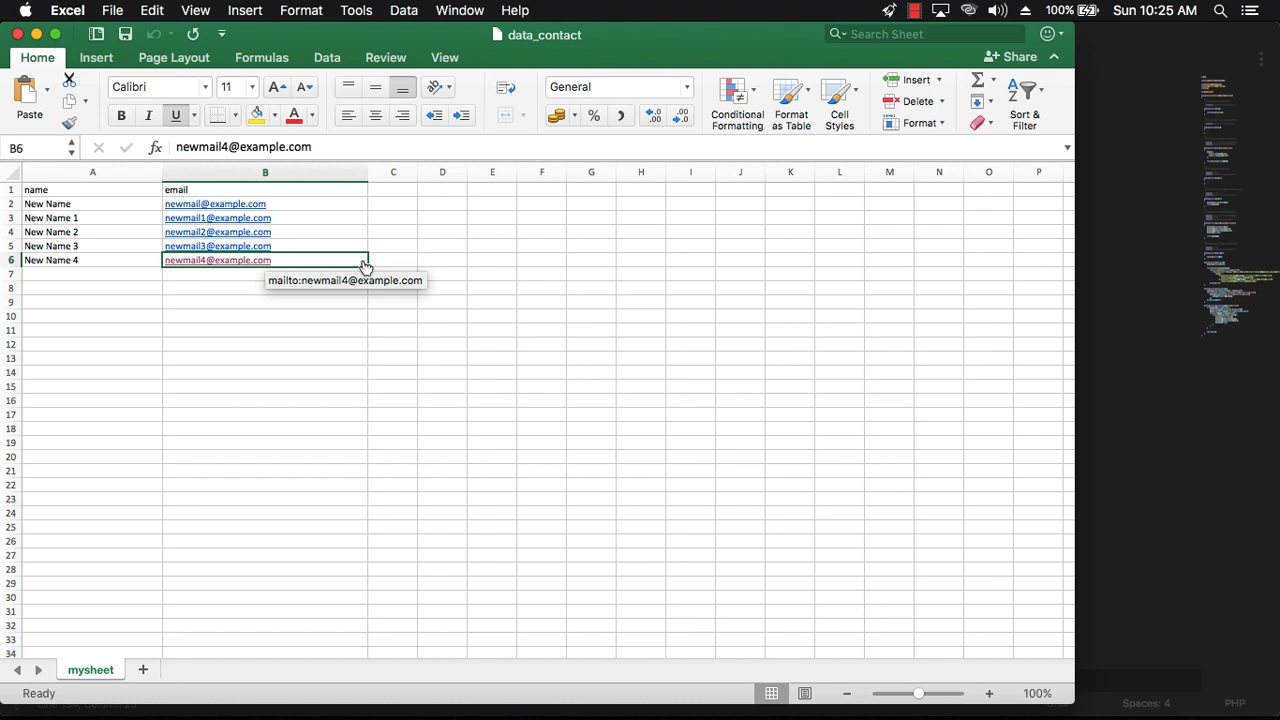 Excel File Edit View Insert Format Tools Data Window Help 100% Sun 10:25 AM
data_contact
Search Sheet
Home Insert Page Layout Formulas Data Review View Share
Paste
Calibri 11
B I U
A A
General
% 
Conditional Formatting
Format as Table
Cell Styles
Insert
Delete
Format
Sort & Filter
B6 fx newmail4@example.com
A B C D E F G H I J K L M N O P
1 name email
2 New Name newmail@example.com
3 New Name 1 newmail1@example.com
4 New Name 2 newmail2@example.com
5 New Name 3 newmail3@example.com
6 New Name 4 newmail4@example.com
mailto:newmail4@example.com
7
8
9
10
11
12
13
14
15
16
17
18
19
20
21
22
23
24
25
26
27
28
29
30
31
32
33
34
mysheet
Ready 100%
Spaces: 4 PHP